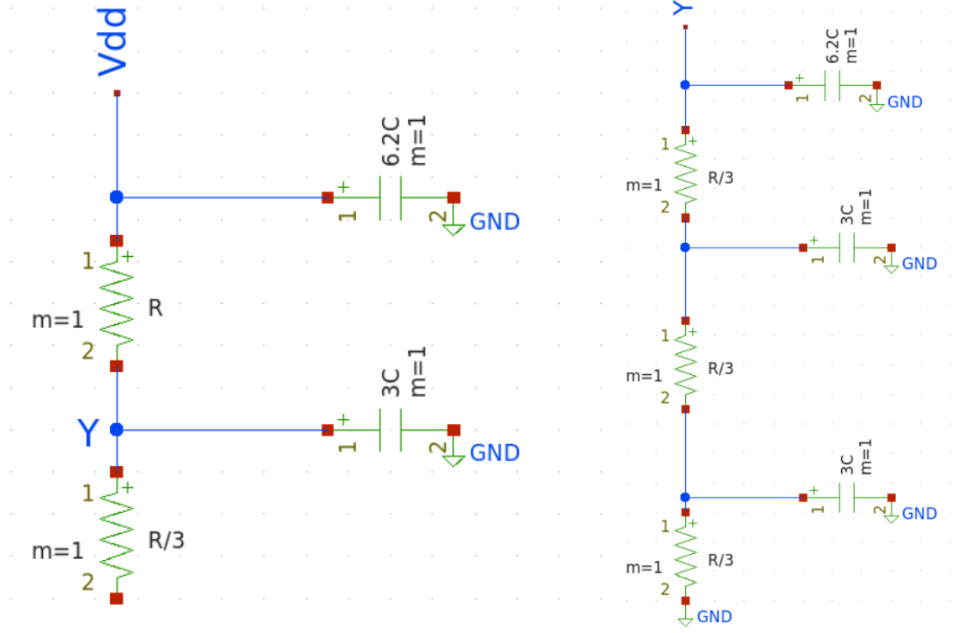 Vdd
6.2C
m=1
+
1
2
GND
1
+
R
m=1
2
3C
m=1
+
Y
1
2
GND
1
+
R/3
m=1
2
Y
6.2C
m=1
+
1
2
GND
1
+
R/3
m=1
2
3C
m=1
+
1
2
GND
1
+
R/3
m=1
2
3C
m=1
+
1
2
GND
1
+
R/3
m=1
2
GND